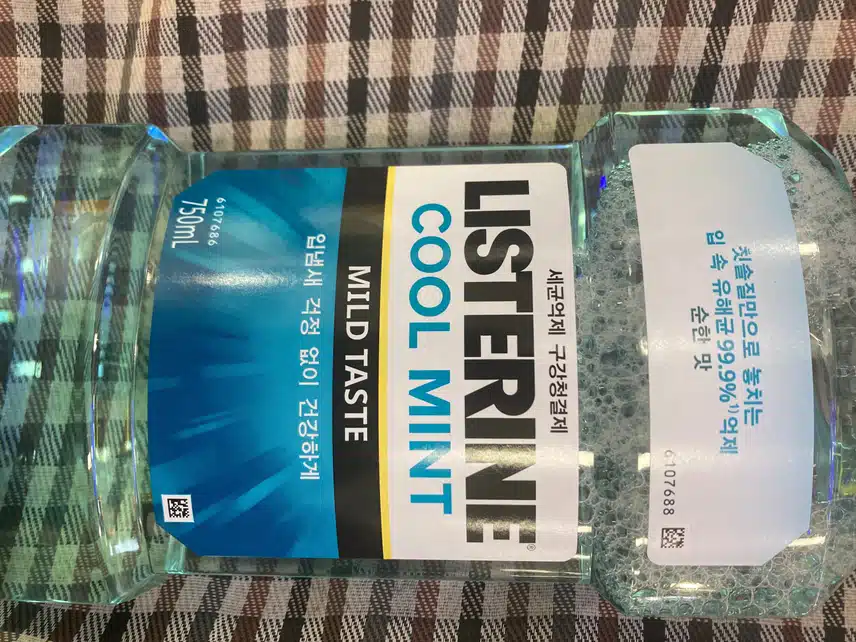 칫솔질만으로 놓치는
입 속 유해균 99.9%¹⁾억제
순한 맛
6107688
세균억제 구강청결제
LISTERINE®
COOL MINT
MILD TASTE
입냄새 걱정 없이 건강하게
6107686
750mL